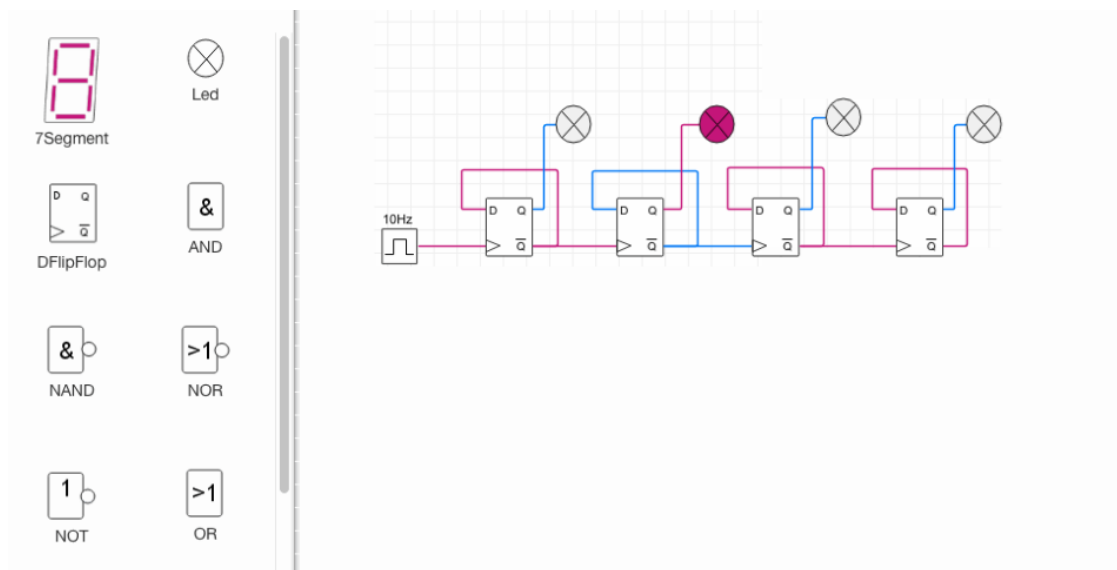 7Segment
Led
D Q
Q
DFlipFlop
&
AND
&
NAND
>1
NOR
1
NOT
>1
OR
10Hz
D Q
Q
D Q
Q
D Q
Q
D Q
Q